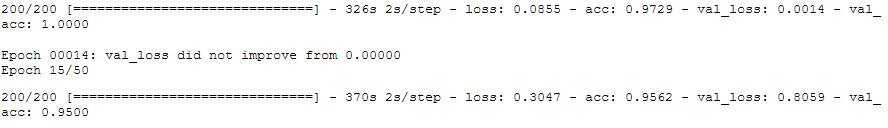 200/200 [==============================] - 326s 2s/step - loss: 0.0855 - acc: 0.9729 - val_loss: 0.0014 - val_
acc: 1.0000
Epoch 00014: val_loss did not improve from 0.00000
Epoch 15/50
200/200 [==============================] - 370s 2s/step - loss: 0.3047 - acc: 0.9562 - val_loss: 0.8059 - val_
acc: 0.9500